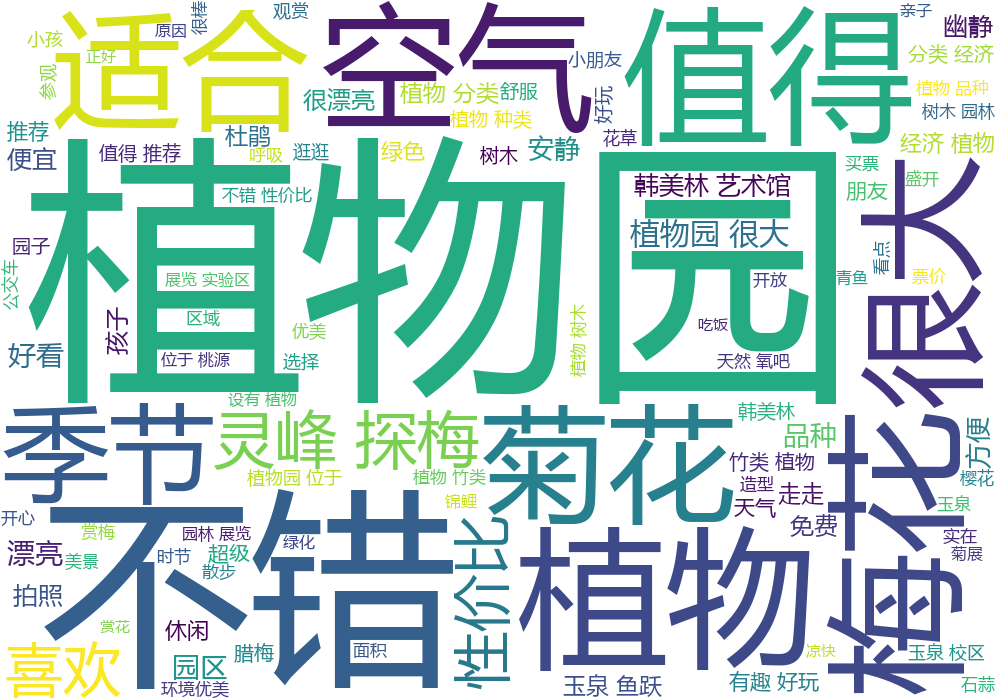 适合
空气
值得
很棒
观赏
原因
小孩
正好
参观
亲子
幽静
分类 经济
小朋友
很漂亮
植物 分类
舒服
好玩
植物 品种
树木 园林
植物 种类
推荐
杜鹃
花草
便宜
值得 推荐
呼吸
逛逛
绿色
树木
安静
经济 植物
买票
盛开
朋友
韩美林 艺术馆
不错 性价比
植物园
很大
植物园 很大
园子
公交车
展览 实验区
区域
开放
青鱼
看点
票价
孩子
优美
植物 树木
吃饭
好看
位于 桃源
选择
天然 氧吧
设有 植物
季节
灵峰 探梅
菊花
韩美林
品种
梅花
方便
植物园 位于
植物 竹类
竹类 植物
樱花
锦鲤
造型
走走
天气
玉泉
开心
不错
赏梅
园林 展览
绿化
性价比
植物
免费
实在
菊展
漂亮
美景
时节
超级
散步
拍照
赏花
休闲
面积
喜欢
园区
腊梅
环境优美
凉快
玉泉 校区
玉泉 鱼跃
有趣 好玩
石蒜